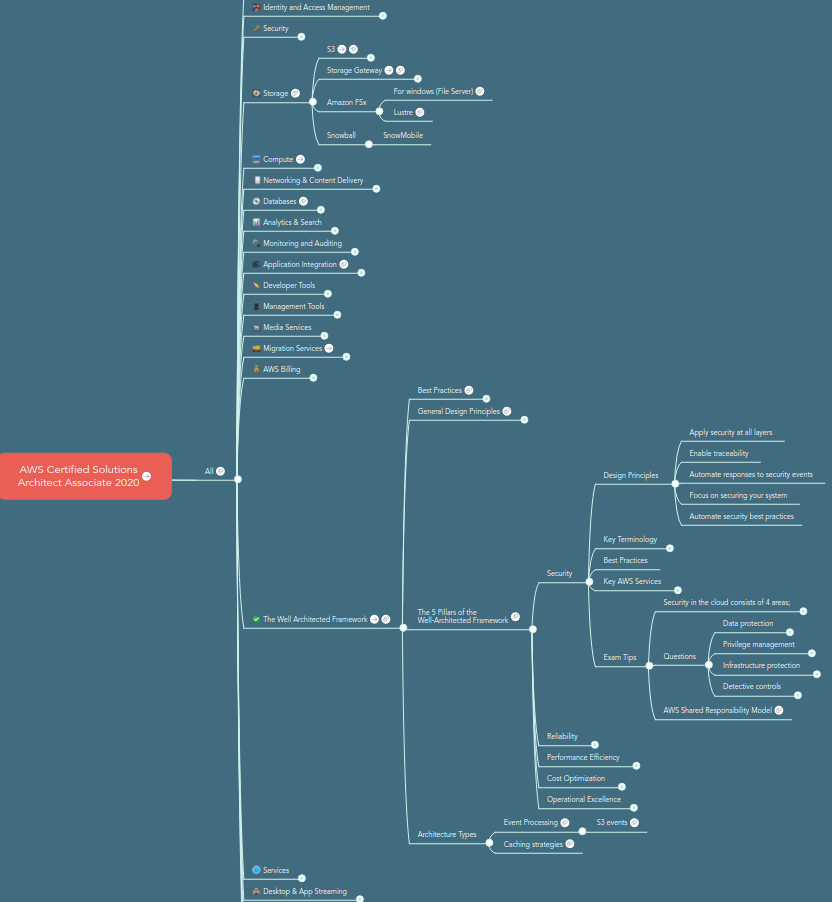 Identity and Access Management
Security
Storage
S3
Storage Gateway
Amazon FSx
For windows (File Server)
Lustre
Snowball
SnowMobile
Compute
Networking & Content Delivery
Databases
Analytics & Search
Monitoring and Auditing
Application Integration
Developer Tools
Management Tools
Media Services
Migration Services
AWS Billing
AWS Certified Solutions
Architect Associate 2020
All
The Well Architected Framework
Best Practices
General Design Principles
The 5 Pillars of the
Well-Architected Framework
Security
Design Principles
Apply security at all layers
Enable traceability
Automate responses to security events
Focus on securing your system
Automate security best practices
Key Terminology
Best Practices
Key AWS Services
Exam Tips
Security in the cloud consists of 4 areas;
Questions
Data protection
Privilege management
Infrastructure protection
Detective controls
AWS Shared Responsibility Model
Reliability
Performance Efficiency
Cost Optimization
Operational Excellence
Architecture Types
Event Processing
S3 events
Caching strategies
Services
Desktop & App Streaming